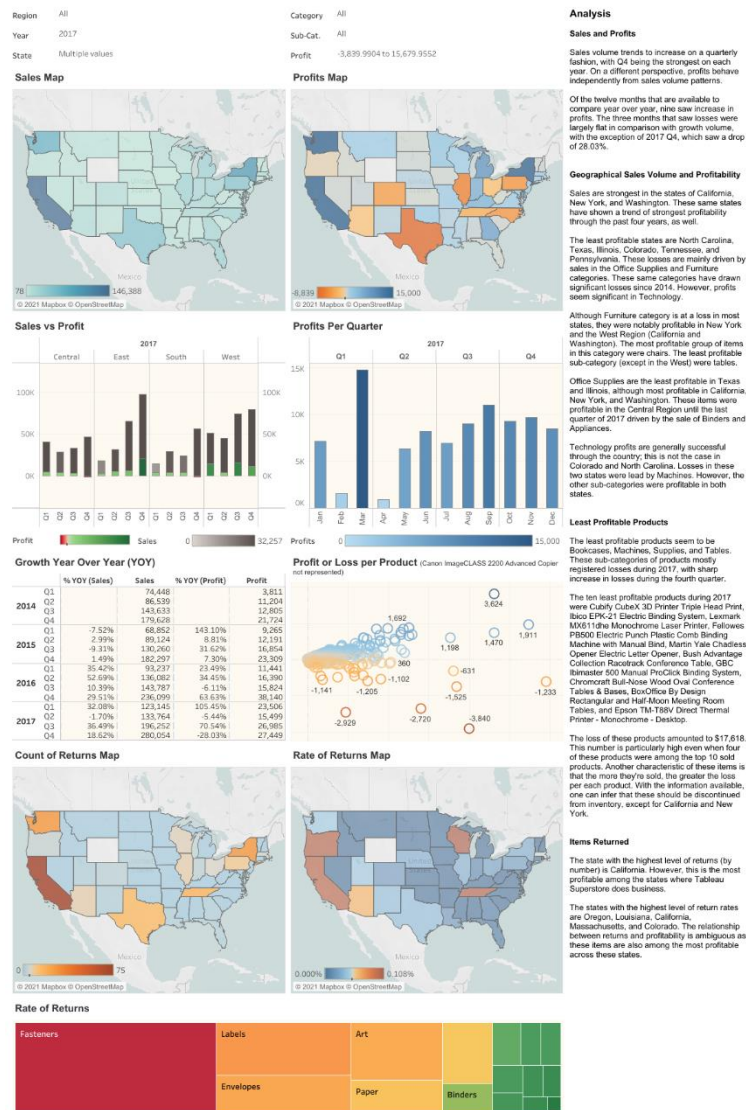 Region All
Category All
Year 2017
Sub-Cat. All
State Multiple values
Profit -3,839.9904 to 15,679.9552
Sales Map
Profits Map
Mexico
78 146,388
© 2021 Mapbox © OpenStreetMap
Mexico
-8,839 15,000
© 2021 Mapbox © OpenStreetMap
Sales vs Profit
2017
Central East South West
100K 100K
50K 50K
0K 0K
Q1 Q2 Q3 Q4 Q1 Q2 Q3 Q4 Q1 Q2 Q3 Q4 Q1 Q2 Q3 Q4
Profit Sales 0 32,257
Profits Per Quarter
2017
Q1 Q2 Q3 Q4
15K
10K
5K
0K
Jan Feb Mar Apr May Jun Jul Aug Sep Oct Nov Dec
Profits 0 15,000
Growth Year Over Year (YOY)
% YOY (Sales) Sales % YOY (Profit) Profit
2014 Q1 74,448 3,811
Q2 86,539 11,204
Q3 143,633 12,805
Q4 179,628 21,724
2015 Q1 -7.52% 68,852 143.10% 9,265
Q2 2.99% 89,124 8.81% 12,191
Q3 -9.31% 130,260 31.62% 16,854
Q4 1.49% 182,297 7.30% 23,309
2016 Q1 35.42% 93,237 23.49% 11,441
Q2 52.69% 136,082 34.45% 16,390
Q3 10.39% 143,787 -6.11% 15,824
Q4 29.51% 236,099 63.63% 38,140
2017 Q1 32.08% 123,145 105.45% 23,506
Q2 -1.70% 133,764 -5.44% 15,499
Q3 36.49% 196,252 70.54% 26,985
Q4 18.62% 280,054 -28.03% 27,449
Profit or Loss per Product (Canon ImageCLASS 2200 Advanced Copier
not represented)
3,624
1,692
1,911
1,470
1,198
360
-631
-1,102
-1,141
-1,205
-1,233
-1,525
-2,929
-2,720
-3,840
Count of Returns Map
Rate of Returns Map
Mexico
0 75
© 2021 Mapbox © OpenStreetMap
Mexico
0.000% 0.108%
© 2021 Mapbox © OpenStreetMap
Rate of Returns
Fasteners
Labels
Art
Envelopes
Paper
Binders
Analysis
Sales and Profits
Sales volume trends to increase on a quarterly
fashion, with Q4 being the strongest on each
year. On a different perspective, profits behave
independently from sales volume patterns.
Of the twelve months that are available to
compare year over year, nine saw increase in
profits. The three months that saw losses were
largely flat in comparison with growth volume,
with the exception of 2017 Q4, which saw a drop
of 28.03%.
Geographical Sales Volume and Profitability
Sales are strongest in the states of California,
New York, and Washington. These same states
have shown a trend of strongest profitability
through the past four years, as well.
The least profitable states are North Carolina,
Texas, Illinois, Colorado, Tennessee, and
Pennsylvania. These losses are mainly driven by
sales in the Office Supplies and Furniture
categories. These same categories have drawn
significant losses since 2014. However, profits
seem significant in Technology.
Although Furniture category is at a loss in most
states, they were notably profitable in New York
and the West Region (California and
Washington). The most profitable group of items
in this category were chairs. The least profitable
sub-category (except in the West) were tables.
Office Supplies are the least profitable in Texas
and Illinois, although most profitable in California,
New York, and Washington. These items were
profitable in the Central Region until the last
quarter of 2017 driven by the sale of Binders and
Appliances.
Technology profits are generally successful
through the country; this is not the case in
Colorado and North Carolina. Losses in these
two states were lead by Machines. However, the
other sub-categories were profitable in both
states.
Least Profitable Products
The least profitable products seem to be
Bookcases, Machines, Supplies, and Tables.
These sub-categories of products mostly
registered losses during 2017, with sharp
increase in losses during the fourth quarter.
The ten least profitable products during 2017
were Cubify CubeX 3D Printer Triple Head Print,
Ibico EPK-21 Electric Binding System, Lexmark
MX611dhe Monochrome Laser Printer, Fellowes
PB500 Electric Punch Plastic Comb Binding
Machine with Manual Bind, Martin Yale Chadless
Opener Electric Letter Opener, Bush Advantage
Collection Racetrack Conference Table, GBC
Ibimaster 500 Manual ProClick Binding System,
Chromcraft Bull-Nose Wood Oval Conference
Tables & Bases, BoxOffice By Design
Rectangular and Half-Moon Meeting Room
Tables, and Epson TM-T88V Direct Thermal
Printer - Monochrome - Desktop.
The loss of these products amounted to $17,618.
This number is particularly high even when four
of these products were among the top 10 sold
products. Another characteristic of these items is
that the more they're sold, the greater the loss
per each product. With the information available,
one can infer that these should be discontinued
from inventory, except for California and New
York.
Items Returned
The state with the highest level of returns (by
number) is California. However, this is the most
profitable among the states where Tableau
Superstore does business.
The states with the highest level of return rates
are Oregon, Louisiana, California,
Massachusetts, and Colorado. The relationship
between returns and profitability is ambiguous as
these items are also among the most profitable
across these states.